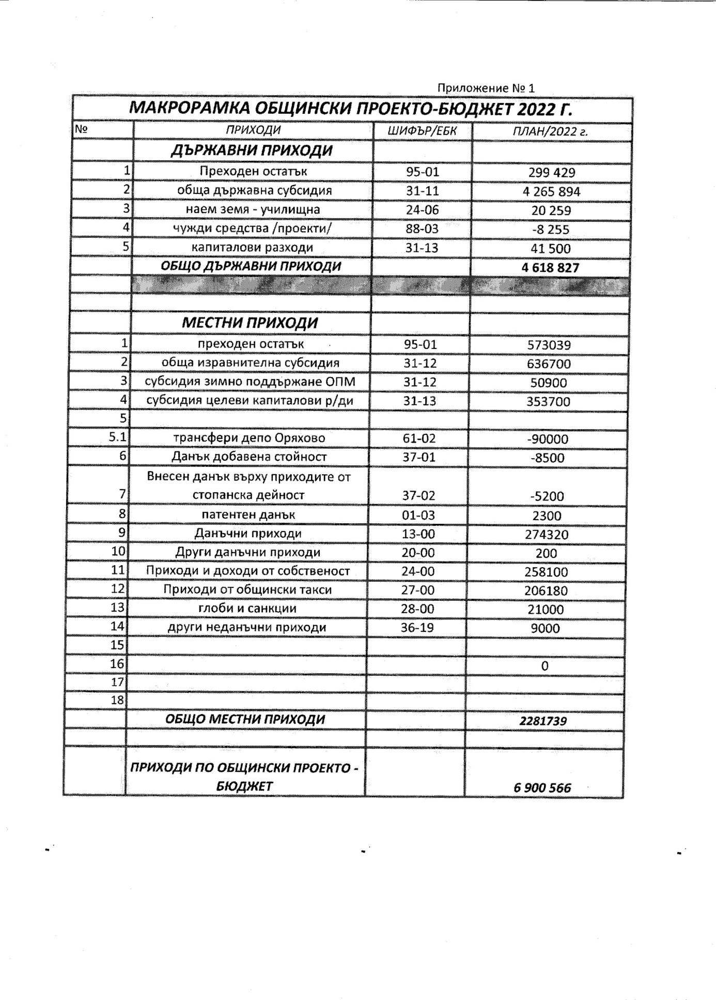 Приложение № 1
МАКРОРАМКА ОБЩИНСКИ ПРОЕКТО-БЮДЖЕТ 2022 Г.
№ ПРИХОДИ ШИФЪР/ЕБК ПЛАН/2022 г.
ДЪРЖАВНИ ПРИХОДИ
1 Преходен остатък 95-01 299 429
2 обща държавна субсидия 31-11 4 265 894
3 наем земя - училищна 24-06 20 259
4 чужди средства /проекти/ 88-03 -8 255
5 капиталови разходи 31-13 41 500
ОБЩО ДЪРЖАВНИ ПРИХОДИ 4 618 827
МЕСТНИ ПРИХОДИ
1 преходен остатък 95-01 573039
2 обща изравнителна субсидия 31-12 636700
3 субсидия зимно поддържане ОПМ 31-12 50900
4 субсидия целеви капиталови р/ди 31-13 353700
5
5.1 трансфери депо Оряхово 61-02 -90000
6 Данък добавена стойност 37-01 -8500
Внесен данък върху приходите от
7 стопанска дейност 37-02 -5200
8 патентен данък 01-03 2300
9 Данъчни приходи 13-00 274320
10 Други данъчни приходи 20-00 200
11 Приходи и доходи от собственост 24-00 258100
12 Приходи от общински такси 27-00 206180
13 глоби и санкции 28-00 21000
14 други неданъчни приходи 36-19 9000
15
16 0
17
18
ОБЩО МЕСТНИ ПРИХОДИ 2281739
ПРИХОДИ ПО ОБЩИНСКИ ПРОЕКТО -
БЮДЖЕТ 6 900 566